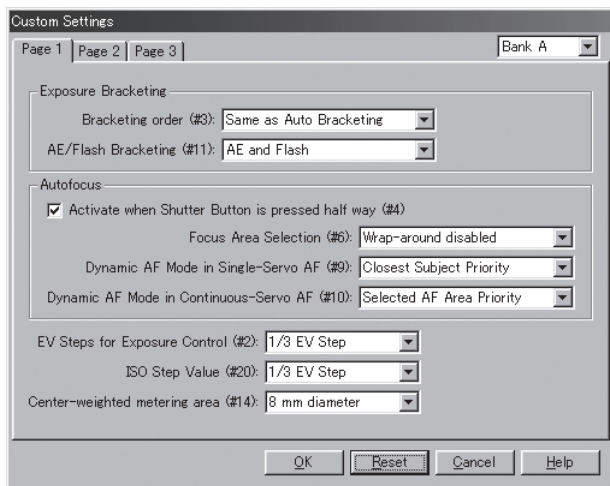 Custom Settings
Page 1 Page 2 Page 3 Bank A
Exposure Bracketing
Bracketing order (#3): Same as Auto Bracketing
AE/Flash Bracketing (#11): AE and Flash
Autofocus
Activate when Shutter Button is pressed half way (#4)
Focus Area Selection (#6): Wrap-around disabled
Dynamic AF Mode in Single-Servo AF (#9): Closest Subject Priority
Dynamic AF Mode in Continuous-Servo AF (#10): Selected AF Area Priority
EV Steps for Exposure Control (#2): 1/3 EV Step
ISO Step Value (#20): 1/3 EV Step
Center-weighted metering area (#14): 8 mm diameter
OK Reset Cancel Help